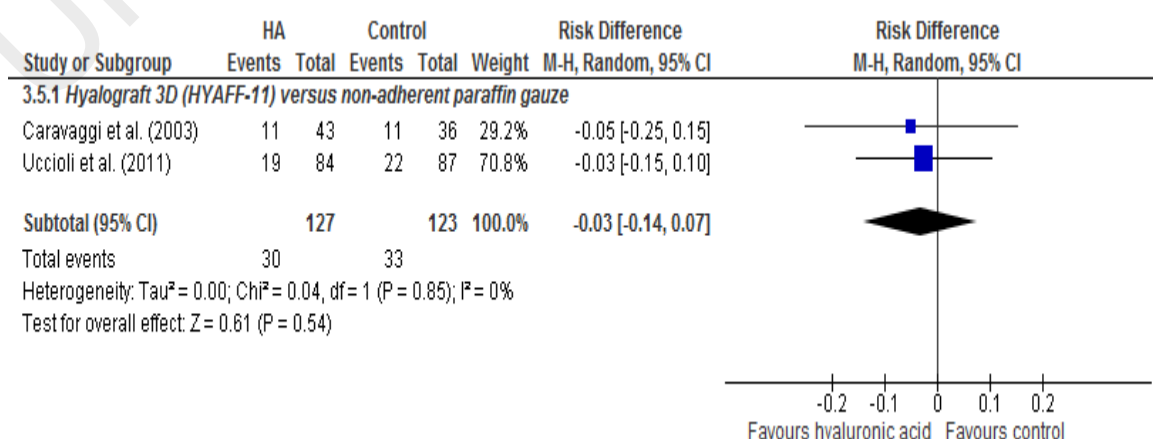 HA Control Risk Difference Risk Difference
Study or Subgroup Events Total Events Total Weight M-H, Random, 95% CI M-H, Random, 95% CI
3.5.1 Hyalograft 3D (HYAFF-11) versus non-adherent paraffin gauze
Caravaggi et al. (2003) 11 43 11 36 29.2% -0.05 [-0.25, 0.15]
Uccioli et al. (2011) 19 84 22 87 70.8% -0.03 [-0.15, 0.10]
Subtotal (95% CI) 127 123 100.0% -0.03 [-0.14, 0.07]
Total events 30 33
Heterogeneity: Tau² = 0.00; Chi² = 0.04, df = 1 (P = 0.85); I² = 0%
Test for overall effect: Z = 0.61 (P = 0.54)
-0.2 -0.1 0 0.1 0.2
Favours hyaluronic acid Favours control